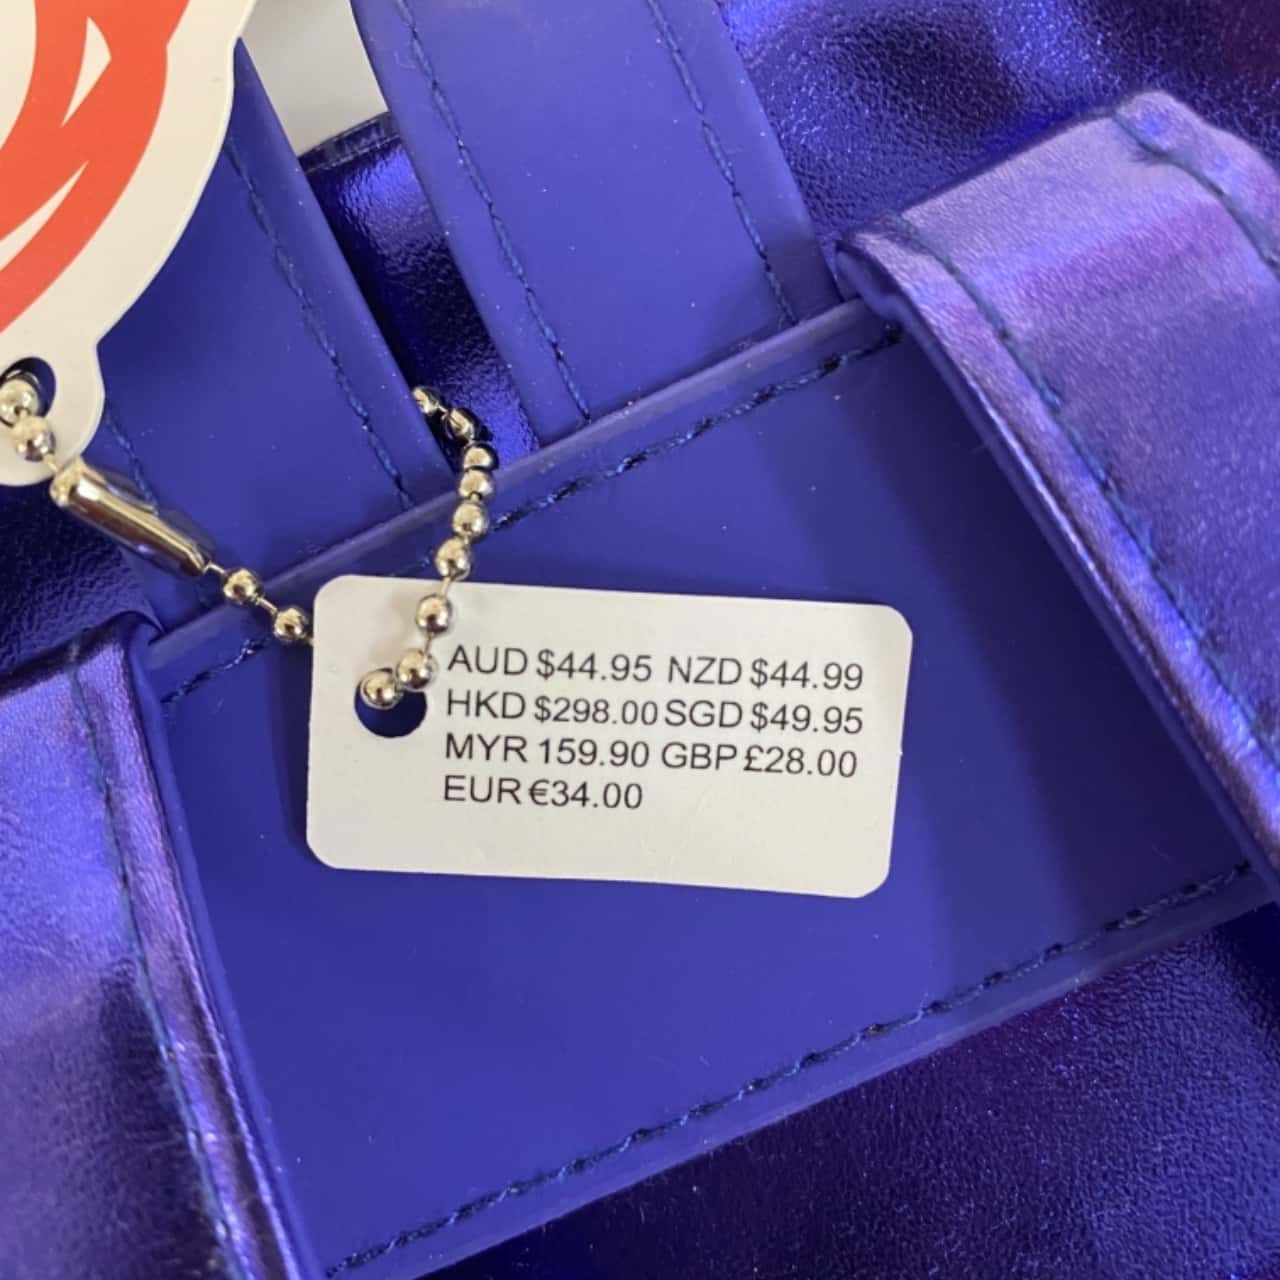 AUD $44.95 NZD $44.99
HKD $298.00 SGD $49.95
MYR 159.90 GBP £28.00
EUR €34.00